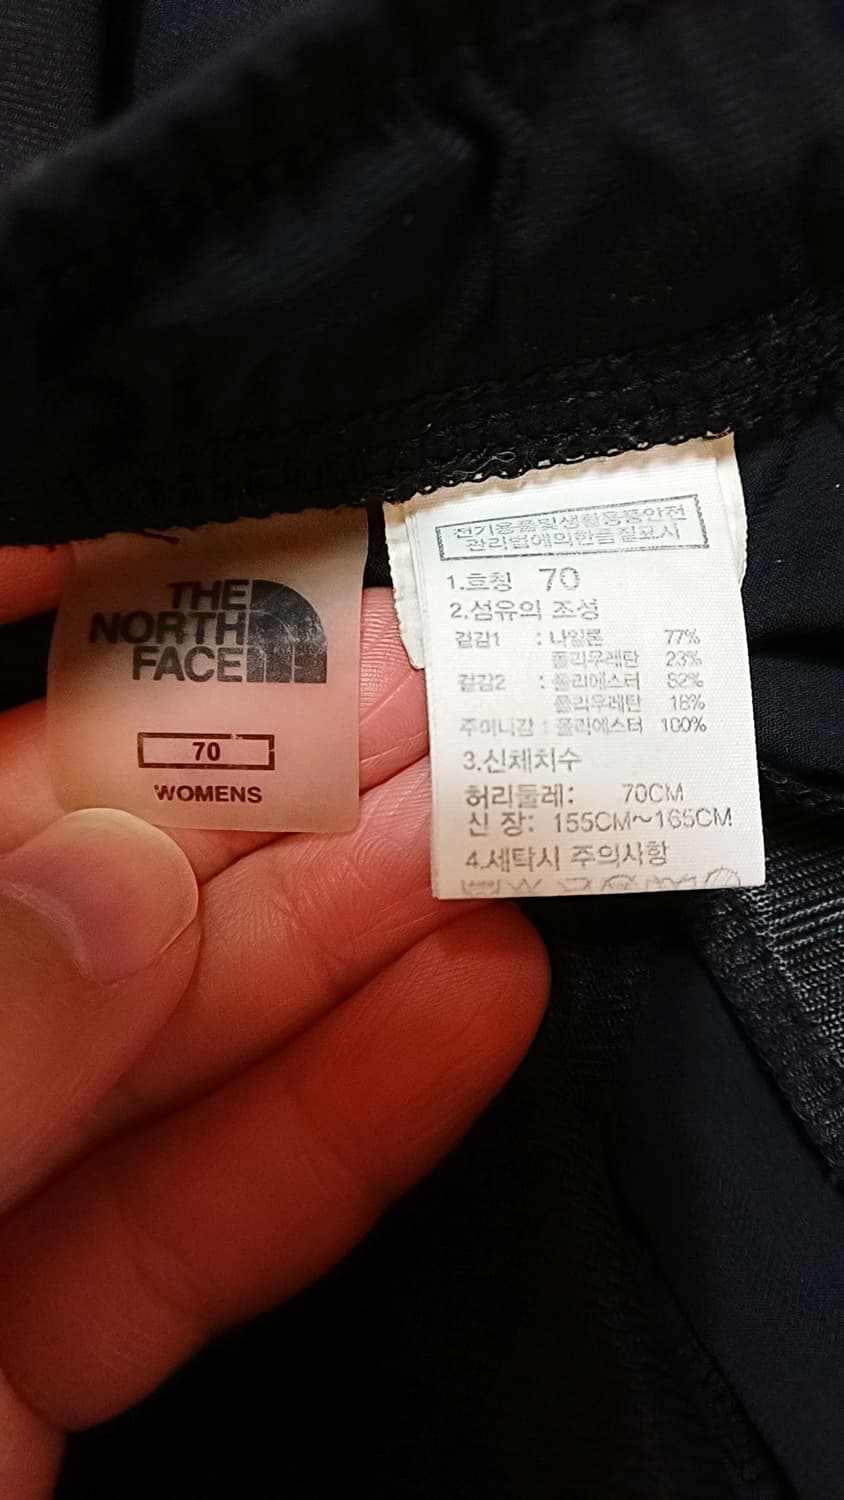 THE
NORTH
FACE
70
WOMENS
전기용품및생활용품안전
관리법에의한품질표시
1.호칭 70
2.섬유의 조성
겉감1 : 나일론 77%
폴리우레탄 23%
겉감2 : 폴리에스터 82%
폴리우레탄 18%
주머니감 : 폴리에스터 100%
3.신체치수
허리둘레: 70CM
신 장: 155CM~165CM
4.세탁시 주의사항